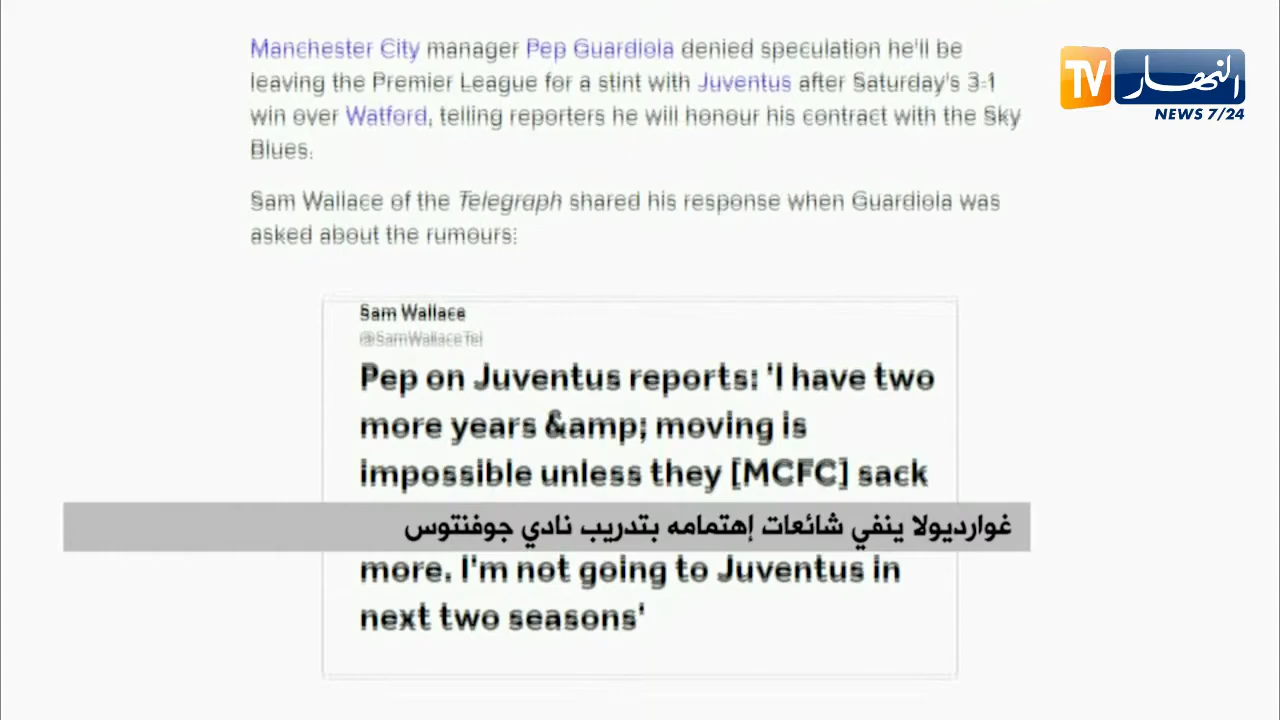 Manchester City manager Pep Guardiola denied speculation he'll be
leaving the Premier League for a stint with Juventus after Saturday's 3-1
win over Watford, telling reporters he will honour his contract with the Sky
Blues.
Sam Wallace of the Telegraph shared his response when Guardiola was
asked about the rumours:
Sam Wallace
@SamWallaceTel
Pep on Juventus reports: 'I have two
more years &amp; moving is
impossible unless they [MCFC] sack
غوارديولا ينفي شائعات إهتمامه بتدريب نادي جوفنتوس
more. I'm not going to Juventus in
next two seasons'
TV النهار
NEWS 7/24